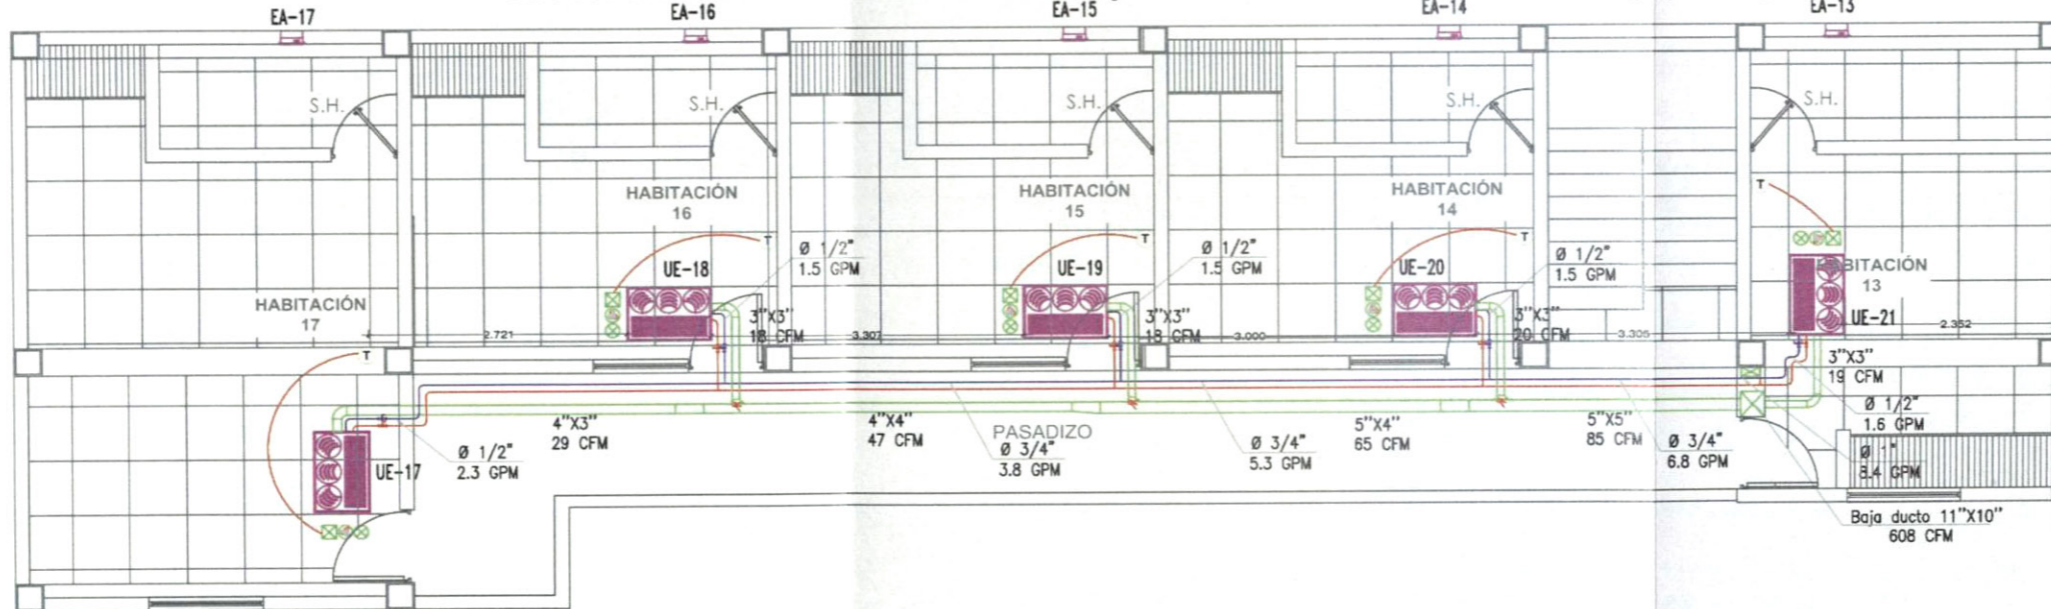 EA-17
EA-16
EA-15
EA-14
EA-13
S.H.
S.H.
S.H.
S.H.
S.H.
HABITACIÓN
16
HABITACIÓN
15
HABITACIÓN
14
T
T
T
T
Ø 1/2"
1.5 GPM
Ø 1/2"
1.5 GPM
Ø 1/2"
1.5 GPM
UE-18
UE-19
UE-20
HABITACIÓN
17
HABITACIÓN
13
UE-21
3"X3"
18 CFM
3"X3"
18 CFM
3"X3"
20 CFM
2.721
3.307
3.000
3.305
2.352
T
3"X3"
19 CFM
4"X3"
29 CFM
4"X4"
47 CFM
PASADIZO
5"X4"
65 CFM
5"X5"
85 CFM
Ø 1/2"
1.6 GPM
UE-17
Ø 1/2"
2.3 GPM
Ø 3/4"
3.8 GPM
Ø 3/4"
5.3 GPM
Ø 3/4"
6.8 GPM
8.4 GPM
Baja ducto 11"X10"
608 CFM